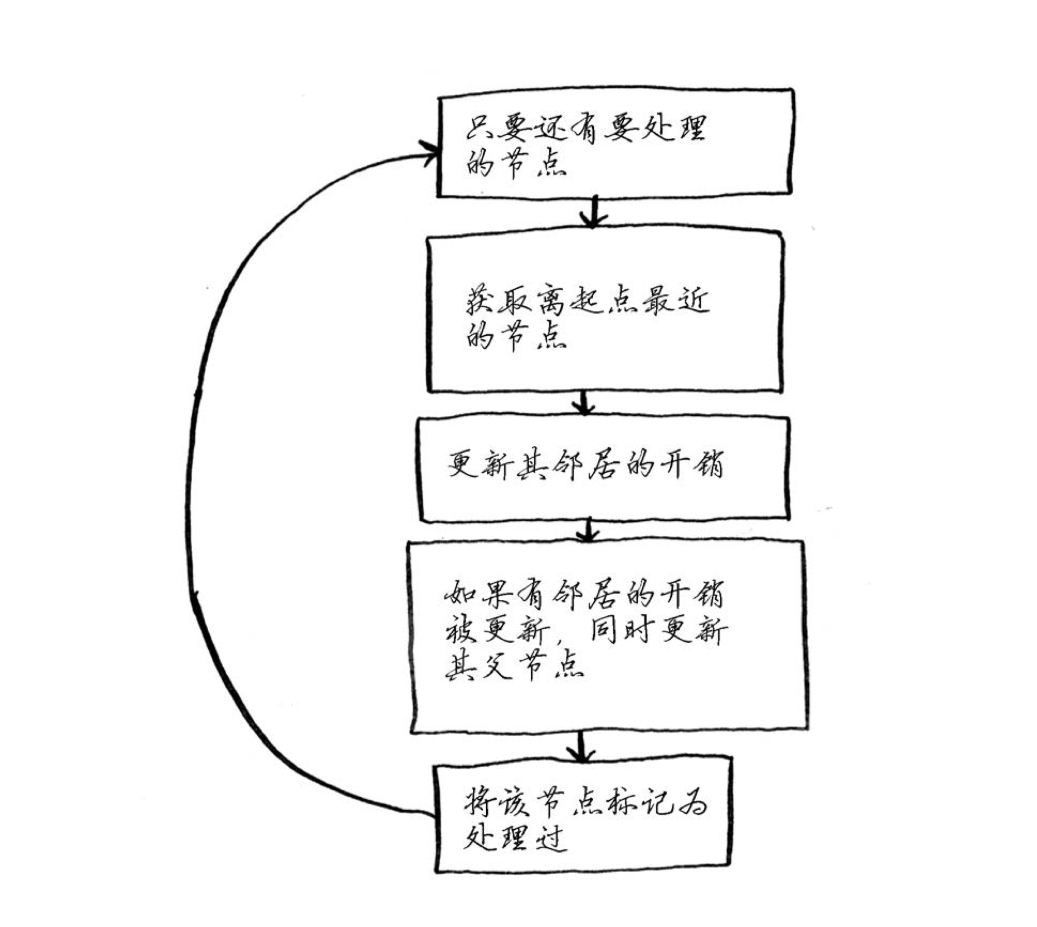 只要还有要处理
的节点
获取离起点最近
的节点
更新其邻居的开销
如果有邻居的开销
被更新，同时更新
其父节点
将该节点标记为
处理过